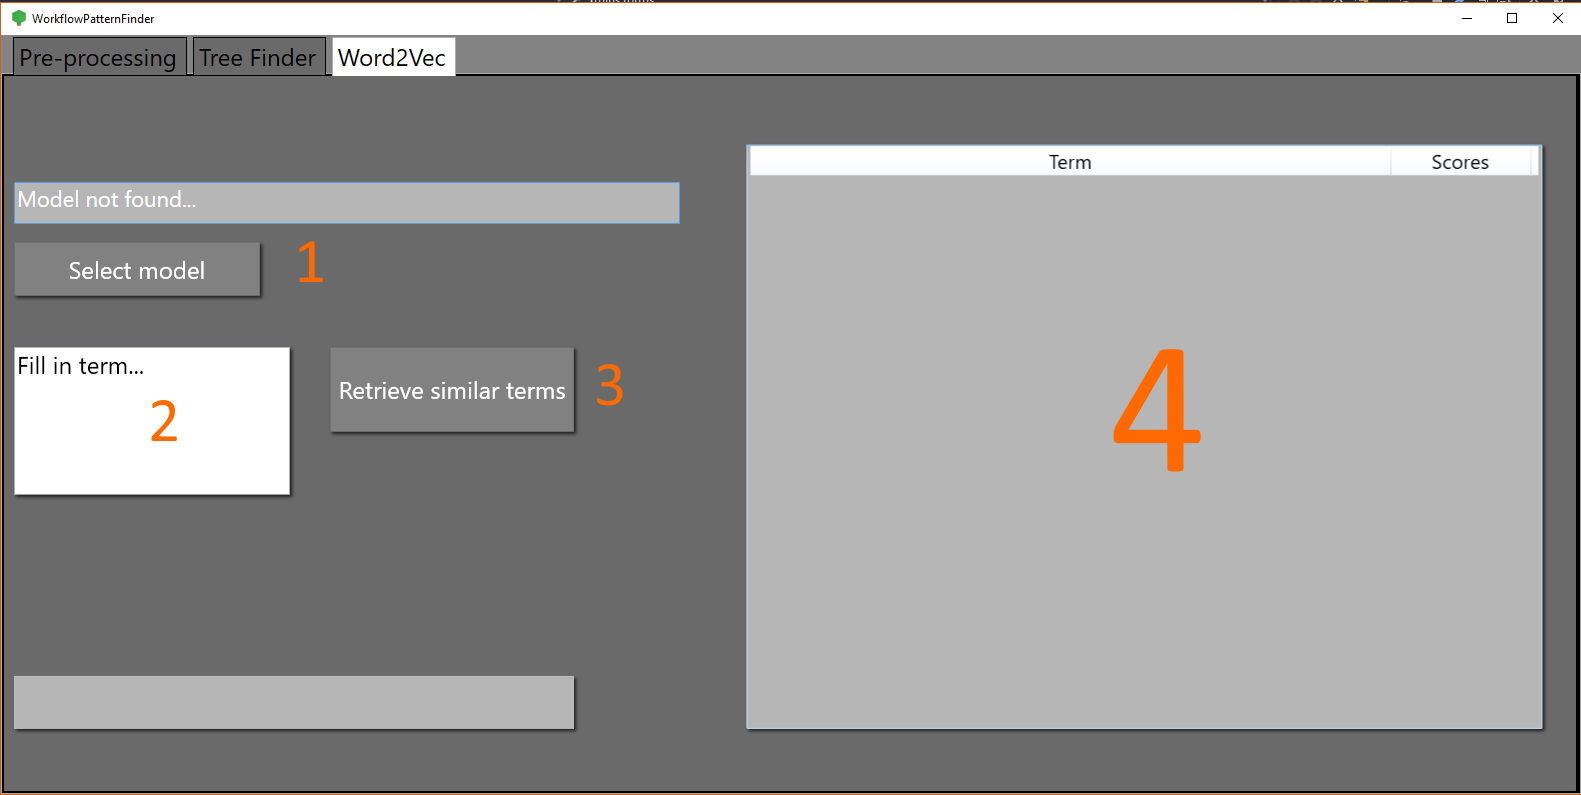 WorkflowPatternFinder
Pre-processing Tree Finder Word2Vec
Term Scores
Model not found...
Select model 1
Fill in term...
2
Retrieve similar terms 3
4